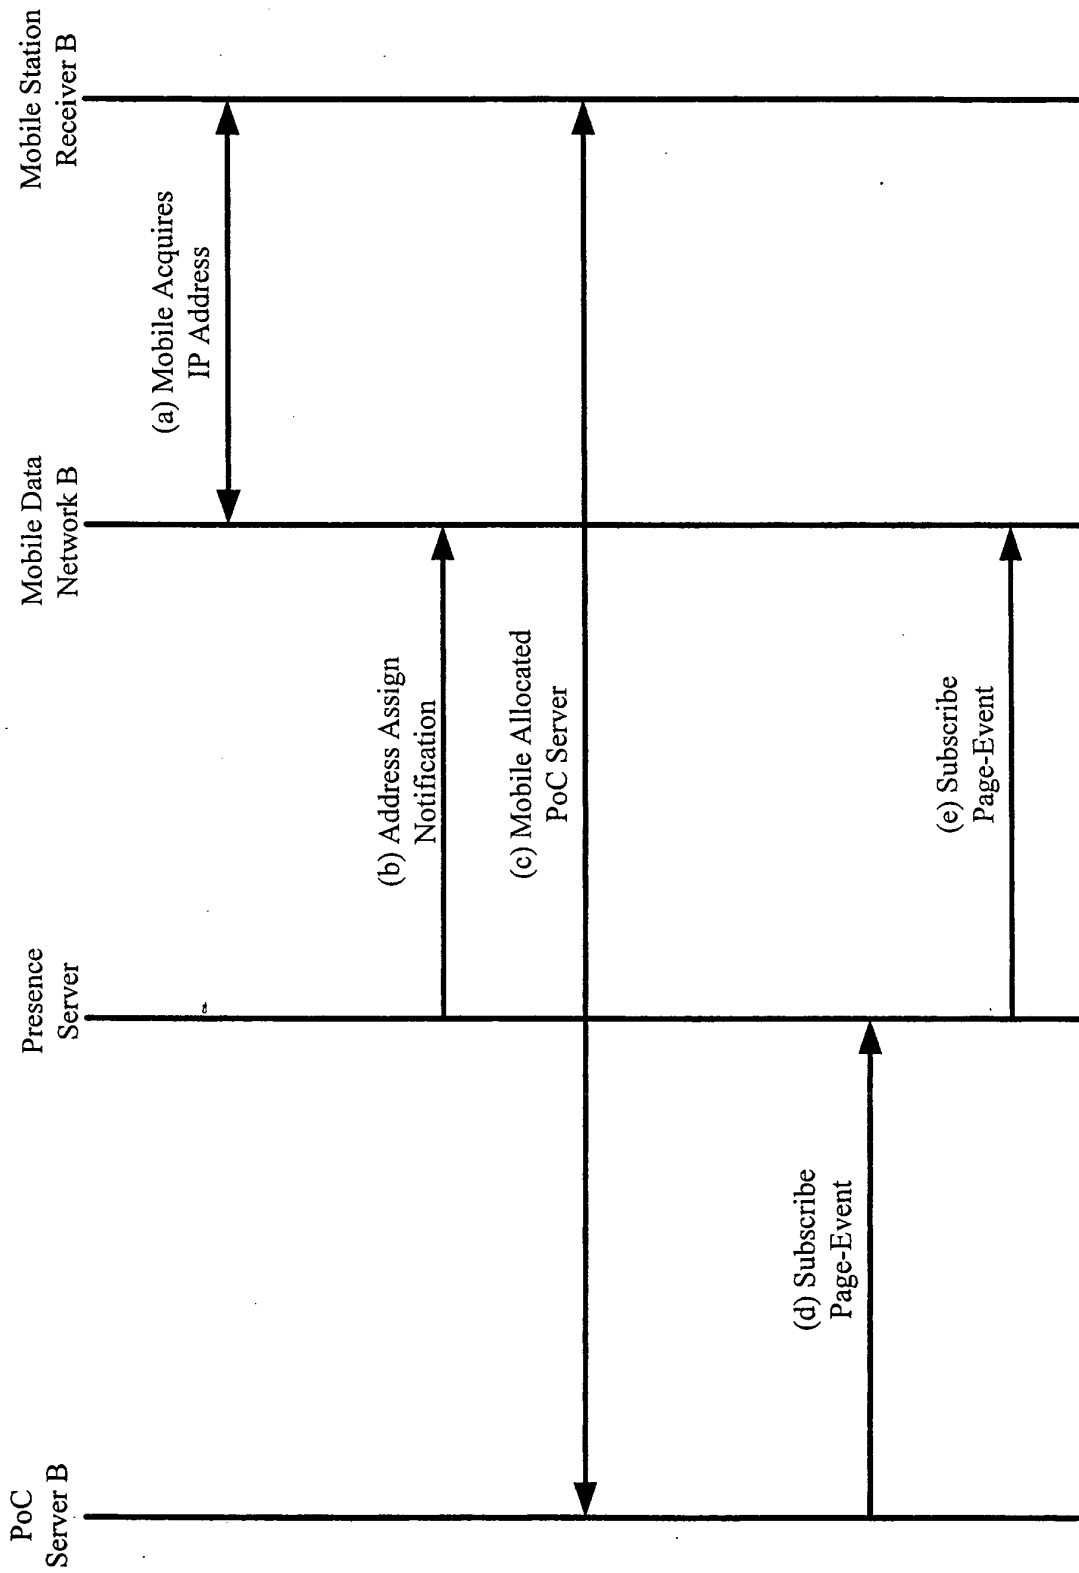 PoC
Server B
Presence
Server
Mobile Data
Network B
Mobile Station
Receiver B
(a) Mobile Acquires
IP Address
(b) Address Assign
Notification
(c) Mobile Allocated
PoC Server
(d) Subscribe
Page-Event
(e) Subscribe
Page-Event